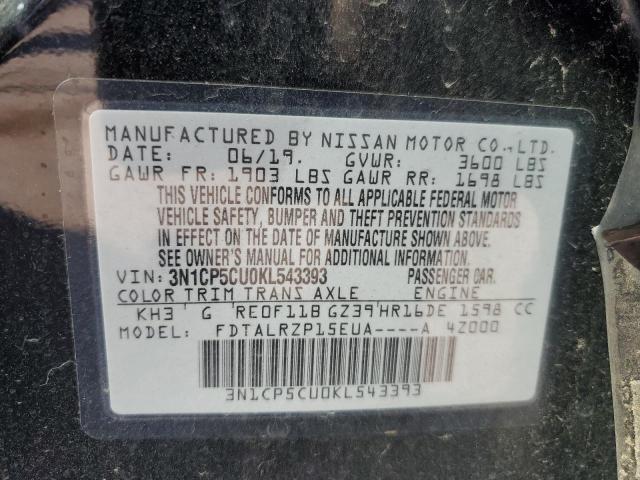 MANUFACTURED BY NISSAN MOTOR CO., LTD.
DATE: 06/19. GVWR: 3600 LBS
GAWR FR: 1903 LBS GAWR RR: 1698 LBS
THIS VEHICLE CONFORMS TO ALL APPLICABLE FEDERAL MOTOR
VEHICLE SAFETY, BUMPER AND THEFT PREVENTION STANDARDS
IN EFFECT ON THE DATE OF MANUFACTURE SHOWN ABOVE.
SEE OWNER'S MANUAL FOR ADDITIONAL INFORMATION.
VIN: 3N1CP5CU0KL543393 PASSENGER CAR.
COLOR TRIM TRANS AXLE ENGINE
KH3 G RE0F11B GZ39 HR16DE 1598 CC
MODEL: FDTALRZP15EUA----A 4Z000
3N1CP5CU0KL543393